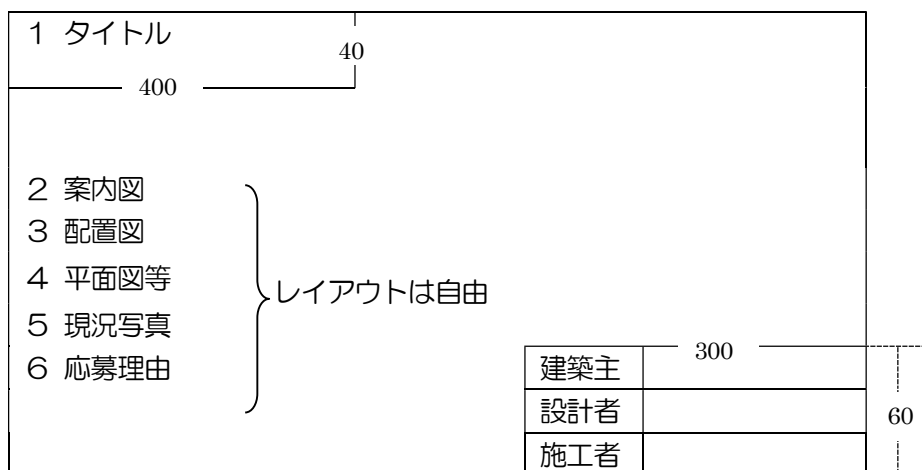 1 タイトル
40
400
2 案内図
3 配置図
4 平面図等
レイアウトは自由
5 現況写真
6 応募理由
300
建築主
設計者
60
施工者